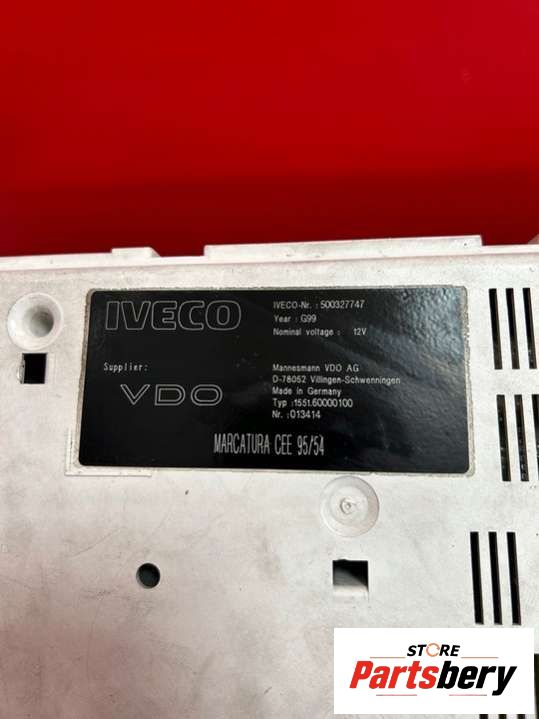 IVECO
IVECO-Nr. : 500327747
Year : G99
Nominal voltage : 12V
Supplier:
VDO
Mannesmann VDO AG
D-78052 Villingen-Schwenningen
Made in Germany
Typ :1551.60000100
Nr. :013414
MARCATURA CEE 95/54
STORE
Partsbery